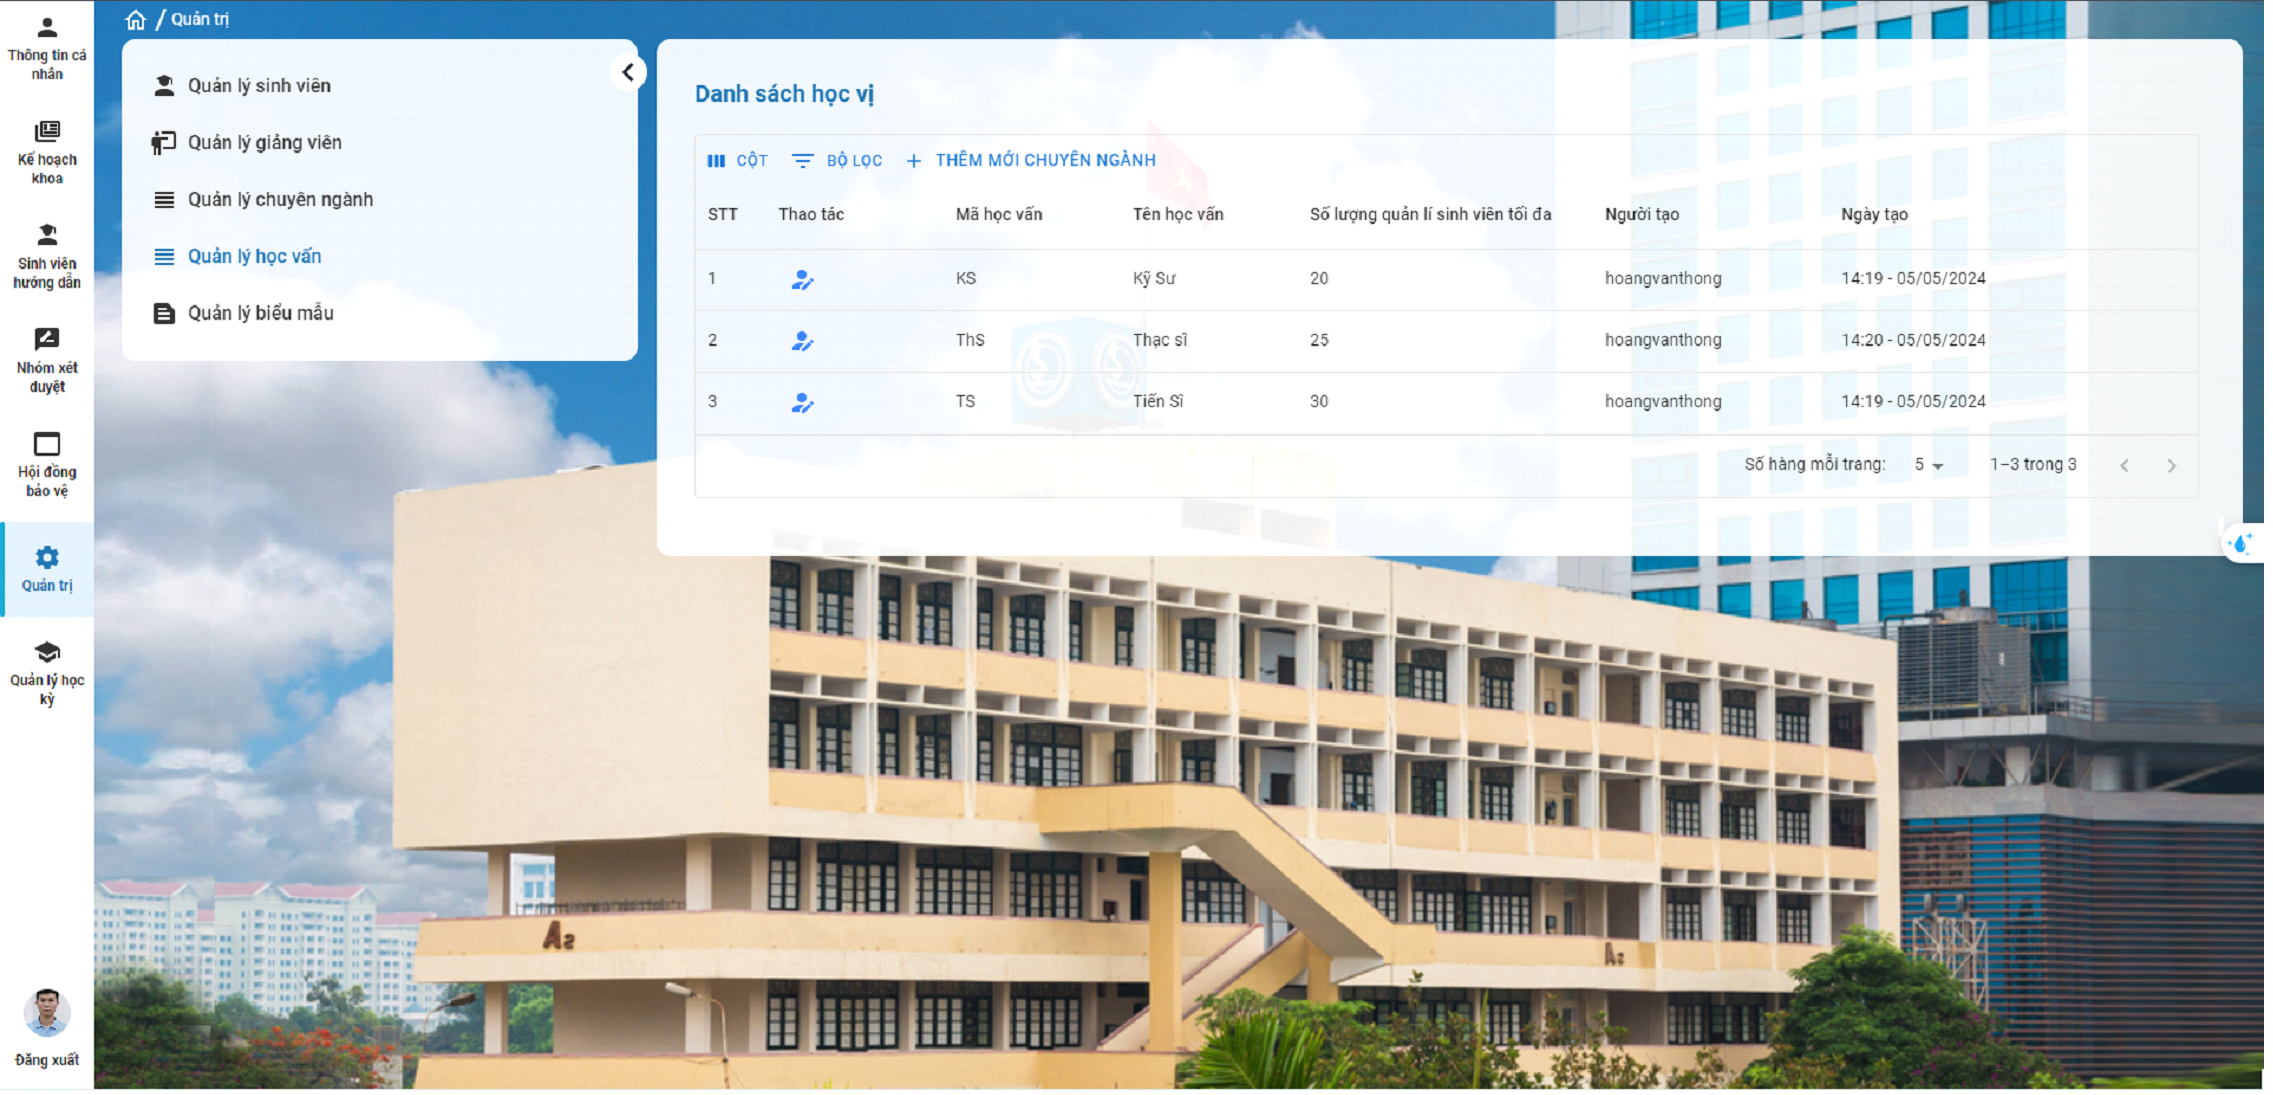 / Quản trị
Thông tin cá
nhân
Kế hoạch
khoa
Sinh viên
hướng dẫn
Nhóm xét
duyệt
Hội đồng
bảo vệ
Quản trị
Quản lý học
kỳ
Đăng xuất
Quản lý sinh viên
Quản lý giảng viên
Quản lý chuyên ngành
Quản lý học vấn
Quản lý biểu mẫu
Danh sách học vị
CỘT BỘ LỌC + THÊM MỚI CHUYÊN NGÀNH
STT Thao tác Mã học vấn Tên học vấn Số lượng quản lí sinh viên tối đa Người tạo Ngày tạo
1 KS Kỹ Sư 20 hoangvanthong 14:19 - 05/05/2024
2 ThS Thạc sĩ 25 hoangvanthong 14:20 - 05/05/2024
3 TS Tiến Sĩ 30 hoangvanthong 14:19 - 05/05/2024
Số hàng mỗi trang: 5 1–3 trong 3
A2
A2